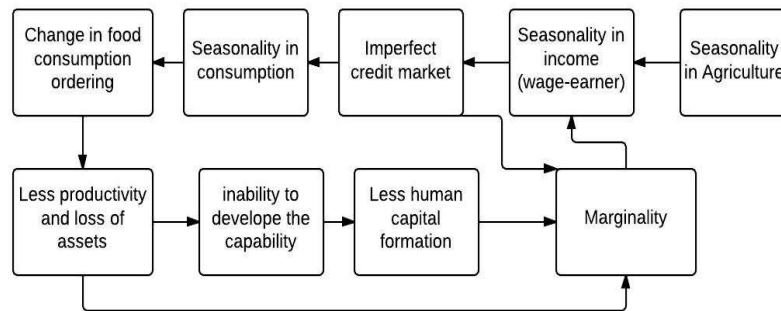 Change in food
consumption
ordering
Seasonality in
consumption
Imperfect
credit market
Seasonality in
income
(wage-earner)
Seasonality
in Agriculture
Less productivity
and loss of
assets
inability to
develope the
capability
Less human
capital
formation
Marginality